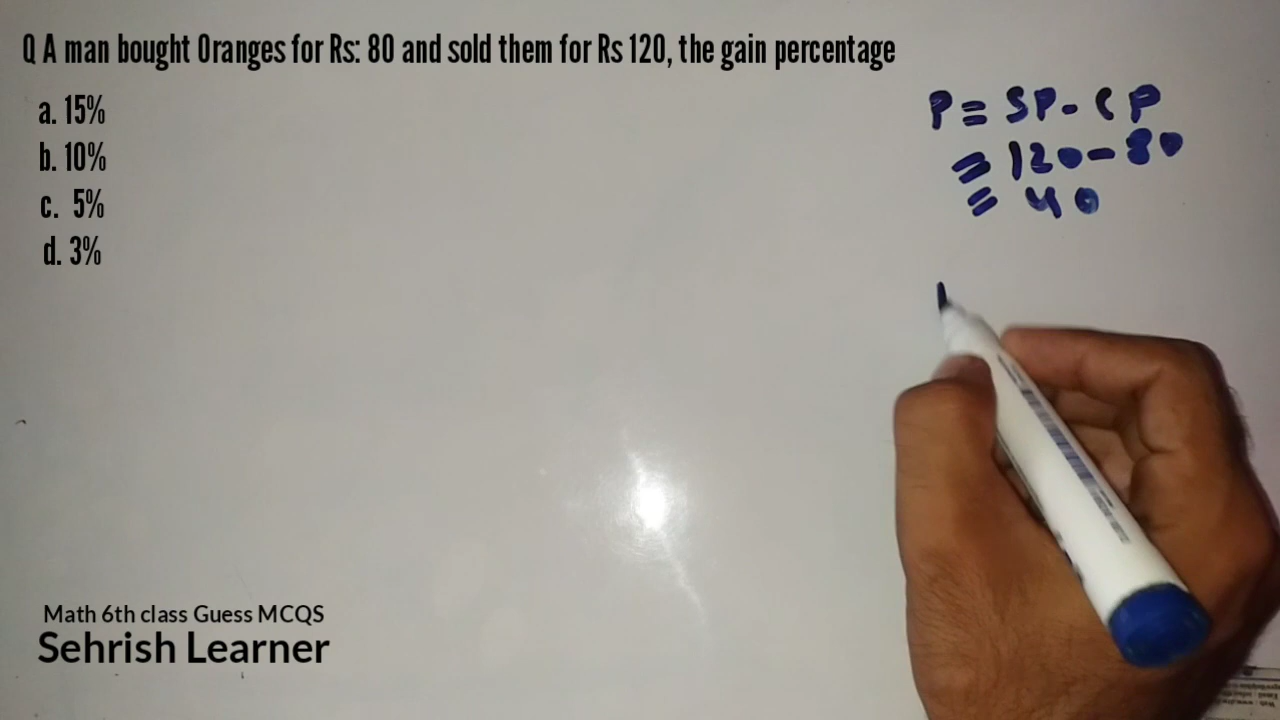 Q A man bought Oranges for Rs: 80 and sold them for Rs 120, the gain percentage
a. 15%
b. 10%
c. 5%
d. 3%
P = SP - CP
= 120 - 80
= 40
Math 6th class Guess MCQS
Sehrish Learner